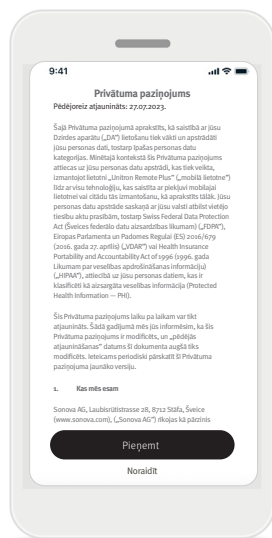 9:41
Privātuma paziņojums
Pēdējoreiz atjaunināts: 27.07.2023.
Šajā Privātuma paziņojumā aprakstīts, kā saistībā ar jūsu
Dzirdes aparātu („DA”) lietošanu tiek vākti un apstrādāti
jūsu personas dati, tostarp īpašas personas datu
kategorijas. Minētajā kontekstā šis Privātuma paziņojums
attiecas uz jūsu personas datu apstrādi, kas tiek veikta,
izmantojot lietotni „Unitron Remote Plus” („mobilā lietotne”)
līdz ar visu tehnoloģiju, kas saistīta ar piekļuvi mobilajai
lietotnei vai citādu tās izmantošanu, kā aprakstīts tālāk. Jūsu
personas datu apstrāde saskaņā ar jūsu valstī atbilst vietējo
tiesību aktu prasībām, tostarp Swiss Federal Data Protection
Act (Šveices federālo datu aizsardzības likumam) („FDPA”),
Eiropas Parlamenta un Padomes Regulai (ES) 2016/679
(2016. gada 27. aprīlis) („VDAR”) vai Health Insurance
Portability and Accountability Act of 1996 (1996. gada
Likumam par veselības apdrošināšanas informāciju)
(„HIPAA”), attiecībā uz jūsu personas datiem, kas ir
klasificēti kā aizsargāta veselības informācija (Protected
Health Information — PHI).
Šis Privātuma paziņojums laiku pa laikam var tikt
atjaunināts. Šādā gadījumā mēs jūs informēsim, ka šis
Privātuma paziņojums ir modificēts, un „pēdējās
atjaunināšanas” datums šī dokumenta augšā tiks
modificēts. Ieteicams periodiski pārskatīt šī Privātuma
paziņojuma jaunāko versiju.
1. Kas mēs esam
Sonova AG, Laubisrütistrasse 28, 8712 Stäfa, Šveice
(www.sonova.com), („Sonova AG”) rīkojas kā pārzinis
Pieņemt
Noraidīt